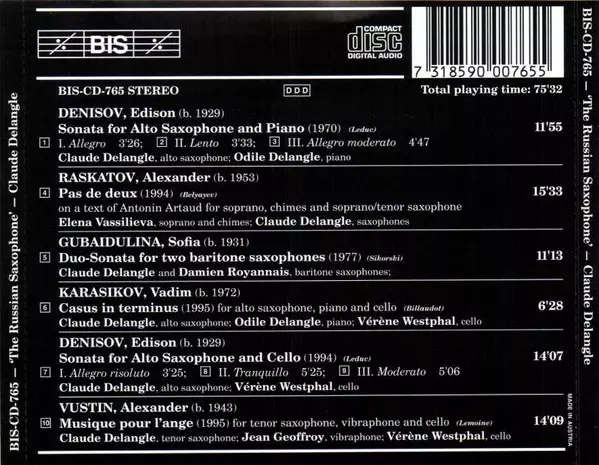 BIS
COMPACT
disc
DIGITAL AUDIO
7 318590 007655
BIS-CD-765 STEREO
DDD
Total playing time: 75'32
DENISOV, Edison (b. 1929)
Sonata for Alto Saxophone and Piano (1970) (Leduc) 11'55
1 I. Allegro 3'26; 2 II. Lento 3'33; 3 III. Allegro moderato 4'47
Claude Delangle, alto saxophone; Odile Delangle, piano
RASKATOV, Alexander (b. 1953)
4 Pas de deux (1994) (Belyayev) 15'33
on a text of Antonin Artaud for soprano, chimes and soprano/tenor saxophone
Elena Vassilieva, soprano and chimes; Claude Delangle, saxophones
GUBAIDULINA, Sofia (b. 1931)
5 Duo-Sonata for two baritone saxophones (1977) (Sikorski) 11'13
Claude Delangle and Damien Royannais, baritone saxophones;
KARASIKOV, Vadim (b. 1972)
6 Casus in terminus (1995) for alto saxophone, piano and cello (Billaudot) 6'28
Claude Delangle, alto saxophone; Odile Delangle, piano; Vérène Westphal, cello
DENISOV, Edison (b. 1929)
Sonata for Alto Saxophone and Cello (1994) (Leduc) 14'07
7 I. Allegro risoluto 3'25; 8 II. Tranquillo 5'25; 9 III. Moderato 5'06
Claude Delangle, alto saxophone; Vérène Westphal, cello
VUSTIN, Alexander (b. 1943)
10 Musique pour l'ange (1995) for tenor saxophone, vibraphone and cello (Lemoine) 14'09
Claude Delangle, tenor saxophone; Jean Geoffroy, vibraphone; Vérène Westphal, cello
MADE IN AUSTRIA
BIS-CD-765 – 'The Russian Saxophone' – Claude Delangle
BIS-CD-765 – 'The Russian Saxophone' – Claude Delangle